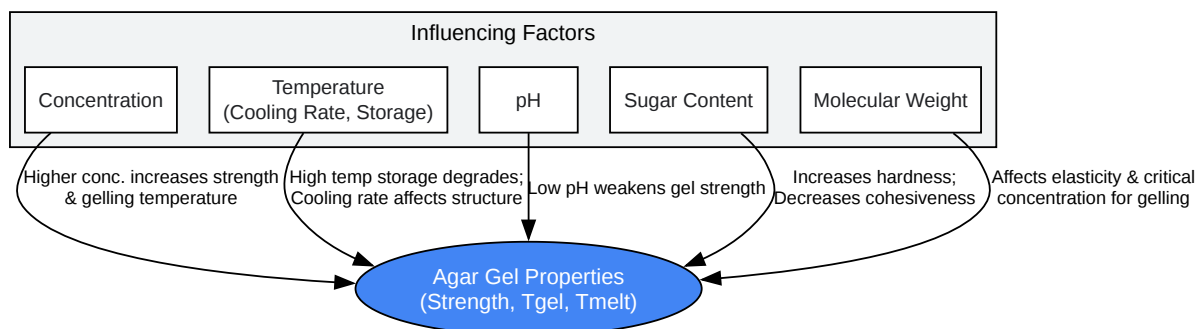 Influencing Factors
Concentration
Temperature
(Cooling Rate, Storage)
pH
Sugar Content
Molecular Weight
Higher conc. increases strength
& gelling temperature
High temp storage degrades;
Cooling rate affects structure
Low pH weakens gel strength
Increases hardness;
Decreases cohesiveness
Affects elasticity & critical
concentration for gelling
Agar Gel Properties
(Strength, Tgel, Tmelt)